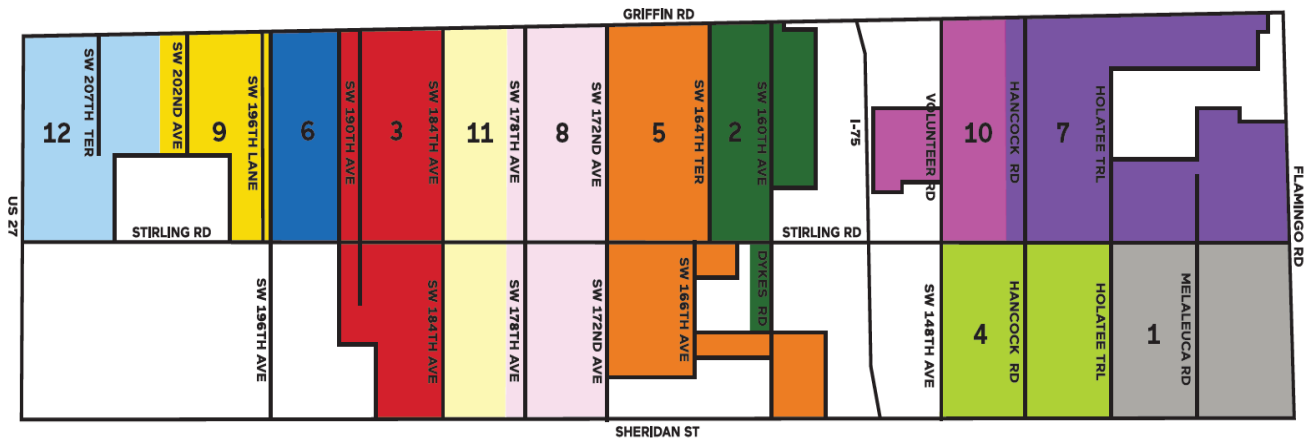 GRIFFIN RD
US 27
12
SW 207TH TER
SW 202ND AVE
9
SW 196TH LANE
6
SW 190TH AVE
3
SW 184TH AVE
11
SW 178TH AVE
8
SW 172ND AVE
5
SW 164TH TER
2
SW 160TH AVE
I-75
VOLUNTEER RD
10
HANCOCK RD
7
HOLATEE TRL
FLAMINGO RD
STIRLING RD
STIRLING RD
SW 196TH AVE
SW 184TH AVE
SW 178TH AVE
SW 172ND AVE
SW 166TH AVE
DYKES RD
SW 148TH AVE
4
HANCOCK RD
HOLATEE TRL
1
MELALEUCA RD
SHERIDAN ST